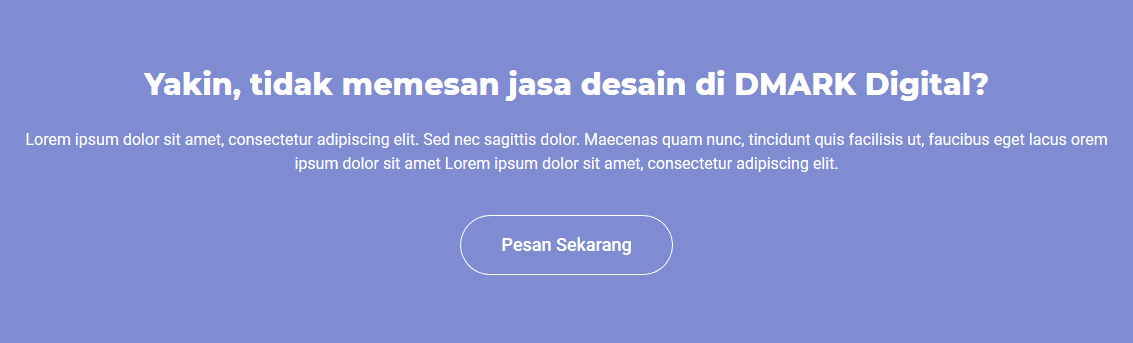 Yakin, tidak memesan jasa desain di DMARK Digital?
Lorem ipsum dolor sit amet, consectetur adipiscing elit. Sed nec sagittis dolor. Maecenas quam nunc, tincidunt quis facilisis ut, faucibus eget lacus orem
ipsum dolor sit amet Lorem ipsum dolor sit amet, consectetur adipiscing elit.
Pesan Sekarang